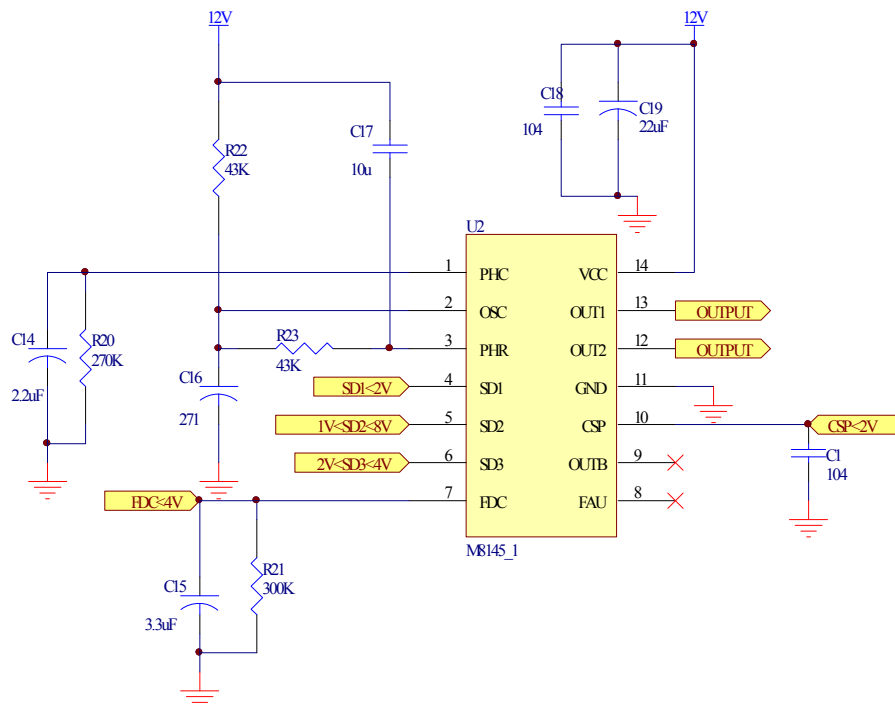 12V
12V
C18
104
C19
22uF
R22
43K
C17
10u
U2
1
PHC
VCC
14
2
OSC
OUT1
13
OUTPUT
C14
2.2uF
R20
270K
R23
43K
3
PHR
OUT2
12
OUTPUT
C16
271
SD1<2V
4
SD1
GND
11
1V<SD2<8V
5
SD2
CSP
10
CSP<2V
2V<SD3<4V
6
SD3
OUTB
9
C1
104
FDC<4V
7
FDC
FAU
8
M8145_1
C15
3.3uF
R21
300K